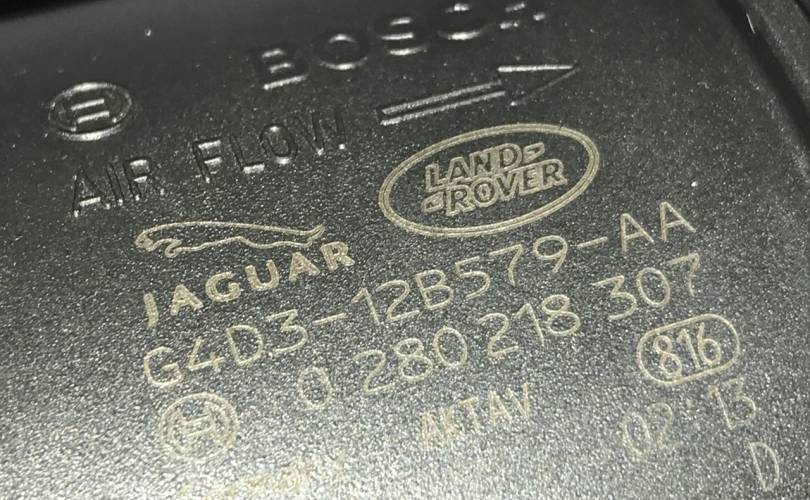 BOSCH
AIR FLOW
LAND-
-ROVER
JAGUAR
G4D3-12B579-AA
0 280 218 307
816
AKTAV
02 13
D